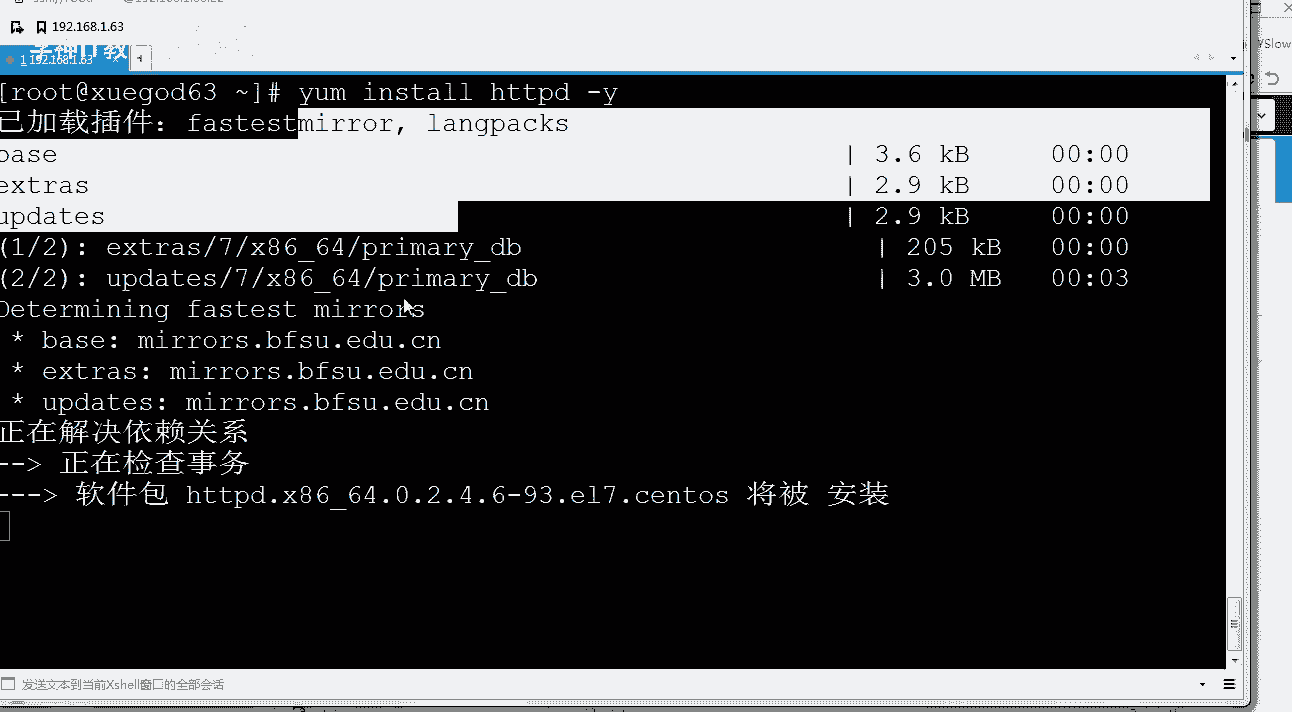 192.168.1.63
1 192.168.1.63
YSlow
[root@xuegod63 ~]# yum install httpd -y
已加载插件：fastestmirror, langpacks
base | 3.6 kB 00:00
extras | 2.9 kB 00:00
updates | 2.9 kB 00:00
(1/2): extras/7/x86_64/primary_db | 205 kB 00:00
(2/2): updates/7/x86_64/primary_db | 3.0 MB 00:03
Determining fastest mirrors
* base: mirrors.bfsu.edu.cn
* extras: mirrors.bfsu.edu.cn
* updates: mirrors.bfsu.edu.cn
正在解决依赖关系
--> 正在检查事务
---> 软件包 httpd.x86_64.0.2.4.6-93.el7.centos 将被 安装
发送文本到当前Xshell窗口的全部会话